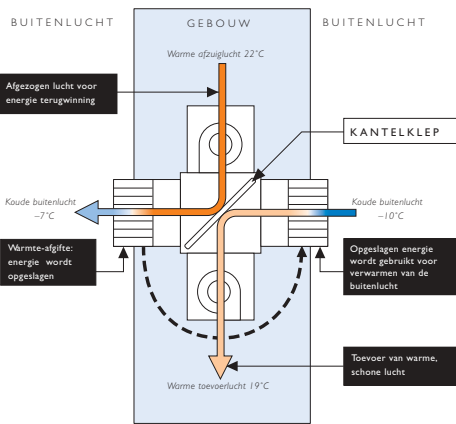 BUITENLUCHT
GEBOUW
BUITENLUCHT
Warme afzuiglucht 22˚C
Afgezogen lucht voor
energie terugwinning
KANTELKLEP
Koude buitenlucht
–7˚C
Koude buitenlucht
–10˚C
Warmte-afgifte:
energie wordt
opgeslagen
Opgeslagen energie
wordt gebruikt voor
verwarmen van de
buitenlucht
Toevoer van warme,
schone lucht
Warme toevoerlucht 19˚C